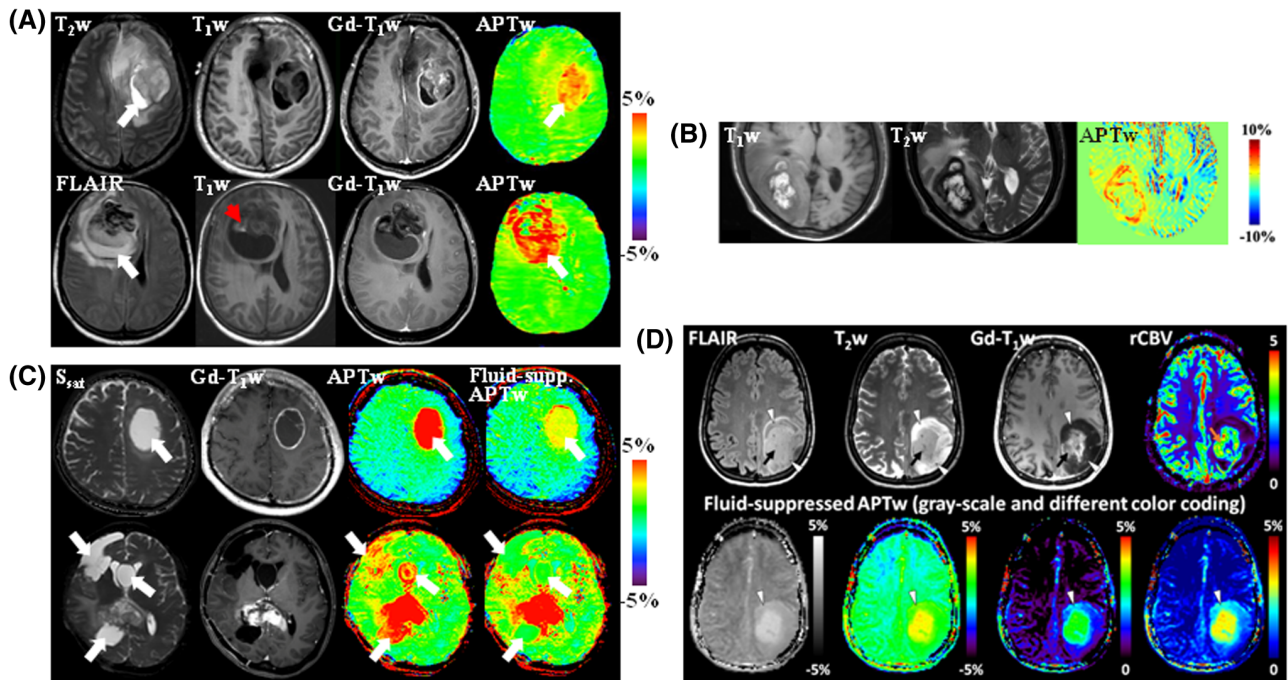 (A)
T₂w T₁w Gd-T₁w APTw
5%
-5%
FLAIR T₁w Gd-T₁w APTw
(B)
T₁w T₂w APTw
10%
-10%
(C)
Sₛₐₜ Gd-T₁w APTw Fluid-supp.
APTw
5%
-5%
(D)
FLAIR T₂w Gd-T₁w rCBV
5
0
Fluid-suppressed APTw (gray-scale and different color coding)
5% 5% 5% 5%
-5% -5% 0 0